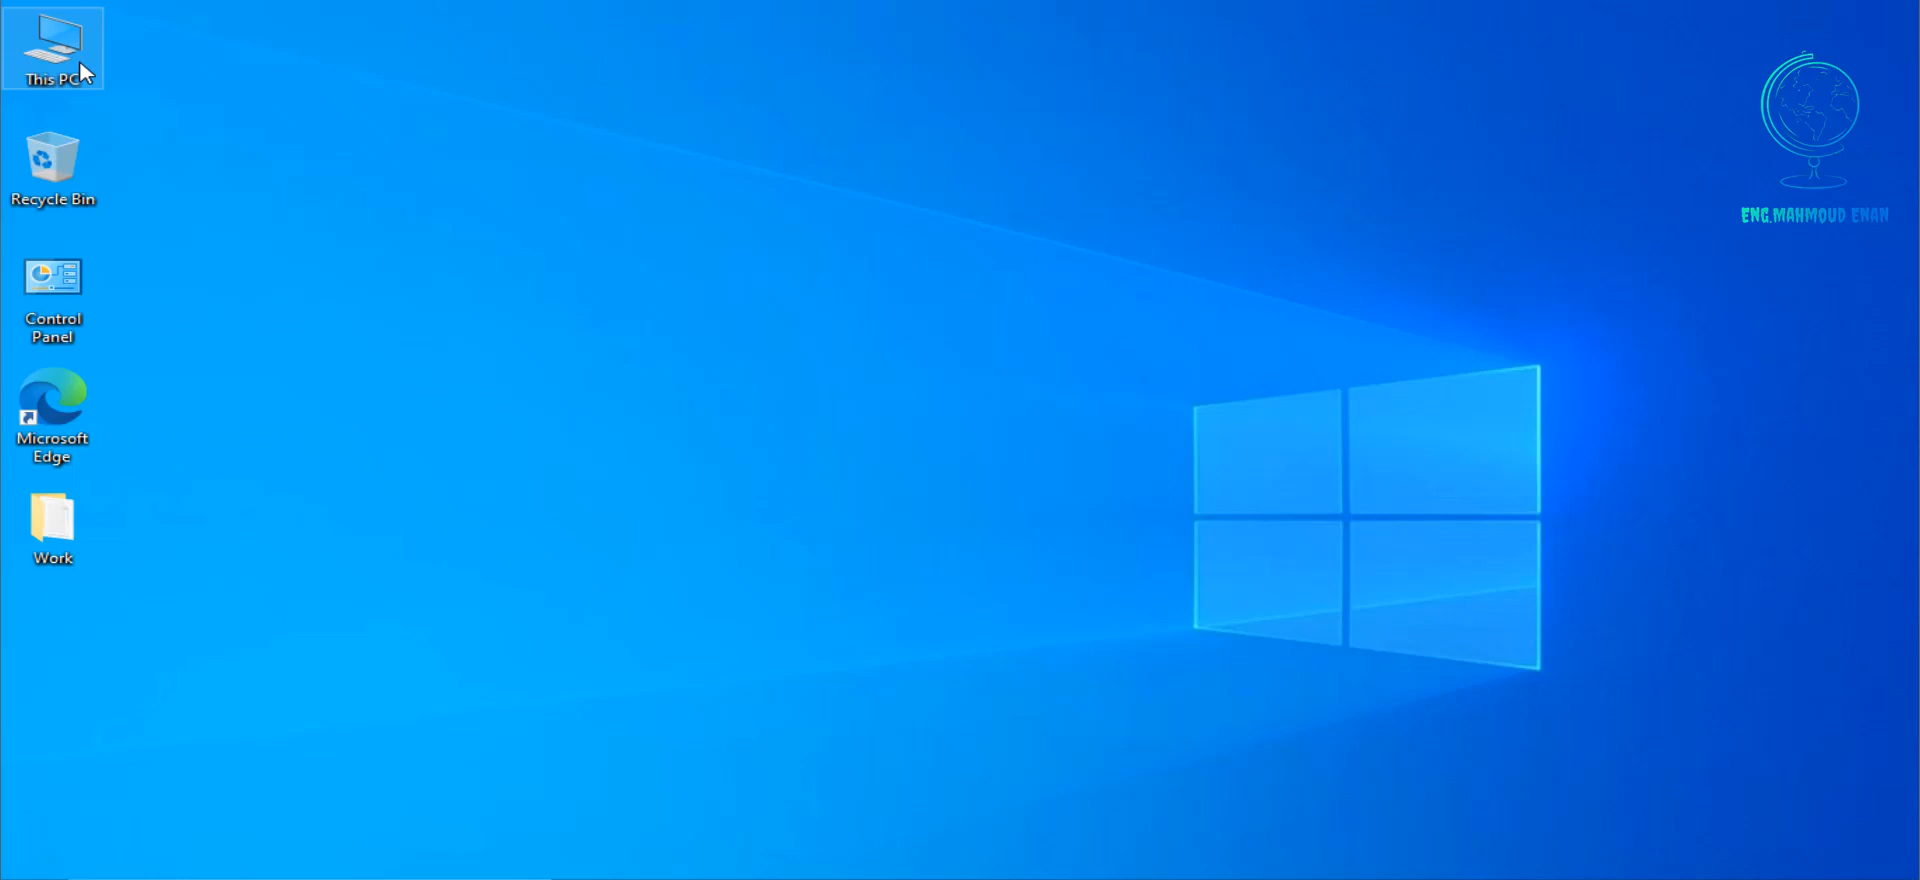 This PC
Recycle Bin
Control
Panel
Microsoft
Edge
Work
ENG.MAHMOUD ENAN